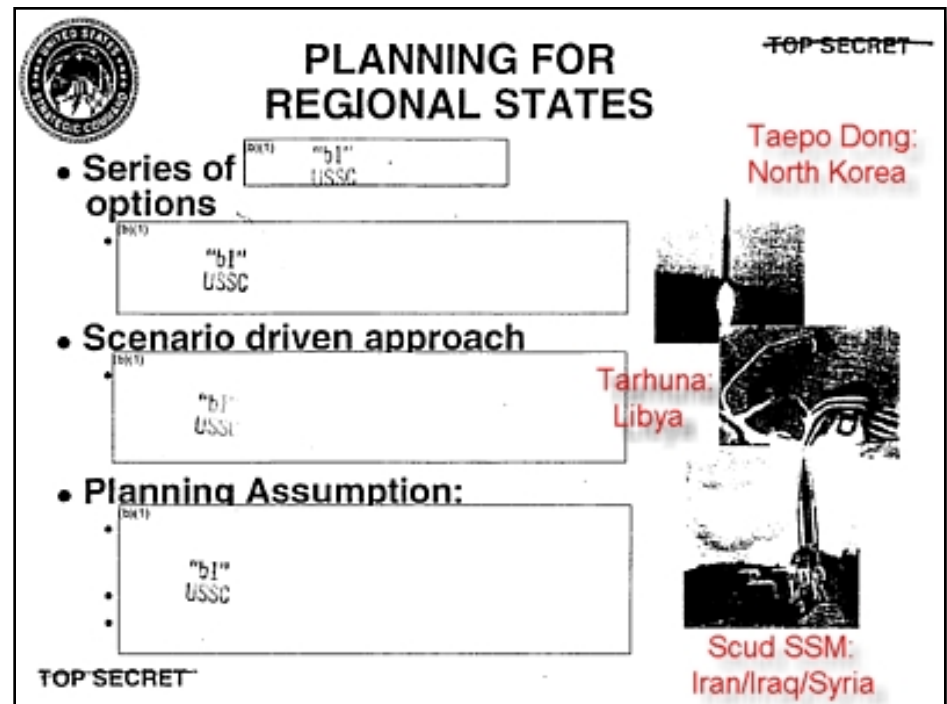 UNITED STATES
STRATEGIC COMMAND
PLANNING FOR
REGIONAL STATES
TOP SECRET
• Series of
(b)(1)
"b1"
USSC
options
(b)(1)
"b1"
USSC
• Scenario driven approach
(b)(1)
"b1"
USSC
• Planning Assumption:
(b)(1)
"b1"
USSC
TOP SECRET
Taepo Dong:
North Korea
Tarhuna:
Libya
Scud SSM:
Iran/Iraq/Syria